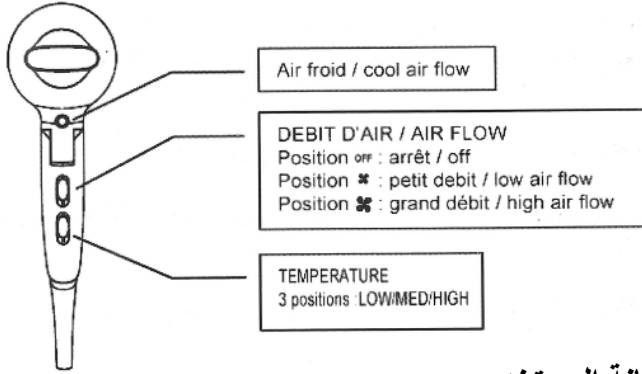 Air froid / cool air flow
DEBIT D'AIR / AIR FLOW
Position OFF : arrêt / off
Position : petit debit / low air flow
Position : grand débit / high air flow
TEMPERATURE
3 positions :LOW/MED/HIGH